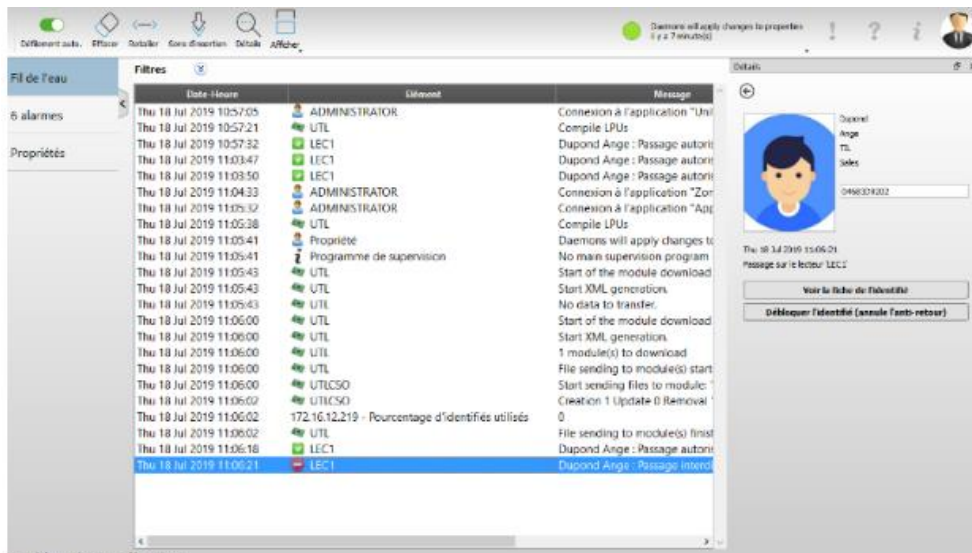 Défilement auto. Effacer Retailler Sens d'insertion Détails Afficher
Daemons will apply changes to properties
il y a 7 minute(s)
Fil de l'eau
6 alarmes
Propriétés
Filtres
Date-Heure Elément Message
Thu 18 Jul 2019 10:57:05 ADMINISTRATOR Connexion à l'application "Uni
Thu 18 Jul 2019 10:57:21 UTL Compile LPUs
Thu 18 Jul 2019 10:57:32 LEC1 Dupond Ange : Passage autoris
Thu 18 Jul 2019 11:03:47 LEC1 Dupond Ange : Passage autoris
Thu 18 Jul 2019 11:03:50 LEC1 Dupond Ange : Passage autoris
Thu 18 Jul 2019 11:04:33 ADMINISTRATOR Connexion à l'application "Zor
Thu 18 Jul 2019 11:05:32 ADMINISTRATOR Connexion à l'application "App
Thu 18 Jul 2019 11:05:38 UTL Compile LPUs
Thu 18 Jul 2019 11:05:41 Propriété Daemons will apply changes to
Thu 18 Jul 2019 11:05:41 Programme de supervision No main supervision program
Thu 18 Jul 2019 11:05:43 UTL Start of the module download
Thu 18 Jul 2019 11:05:43 UTL Start XML generation.
Thu 18 Jul 2019 11:05:43 UTL No data to transfer.
Thu 18 Jul 2019 11:06:00 UTL Start of the module download
Thu 18 Jul 2019 11:06:00 UTL Start XML generation.
Thu 18 Jul 2019 11:06:00 UTL 1 module(s) to download
Thu 18 Jul 2019 11:06:00 UTL File sending to module(s) start
Thu 18 Jul 2019 11:06:00 UTLCSO Start sending files to module: "
Thu 18 Jul 2019 11:06:02 UTLCSO Creation 1 Update 0 Removal
Thu 18 Jul 2019 11:06:02 172.16.12.219 - Pourcentage d'identifiés utilisés 0
Thu 18 Jul 2019 11:06:02 UTL File sending to module(s) finist
Thu 18 Jul 2019 11:06:18 LEC1 Dupond Ange : Passage autoris
Thu 18 Jul 2019 11:06:21 LEC1 Dupond Ange : Passage interdi
Détails
Dupond
Ange
TIL
Sales
Thu 18 Jul 2019 11:06:21
Passage sur le lecteur 'LEC1'
Voir la fiche de l'identifié
Débloquer l'identifié (annule l'anti-retour)